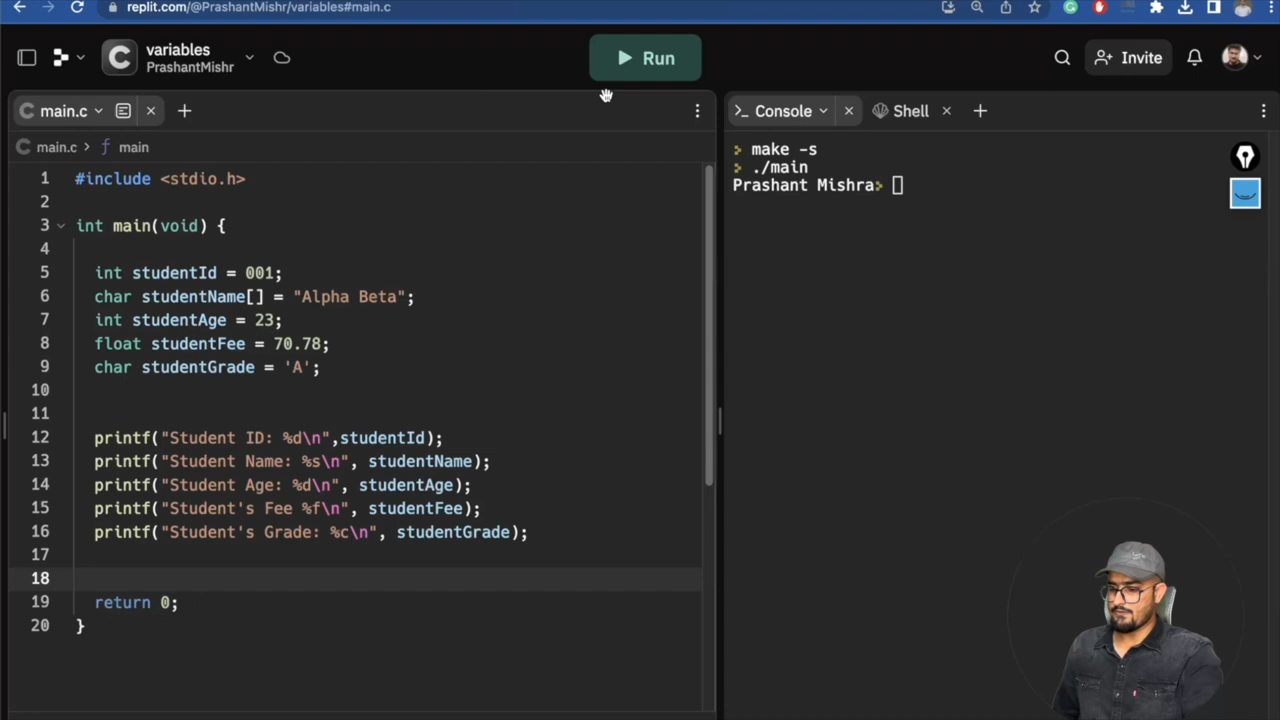 replit.com/@PrashantMishr/variables#main.c
variables
PrashantMishr
Run
Invite
main.c
Console
Shell
main.c > main
1 #include <stdio.h>
2
3 int main(void) {
4
5 int studentId = 001;
6 char studentName[] = "Alpha Beta";
7 int studentAge = 23;
8 float studentFee = 70.78;
9 char studentGrade = 'A';
10
11
12 printf("Student ID: %d\n",studentId);
13 printf("Student Name: %s\n", studentName);
14 printf("Student Age: %d\n", studentAge);
15 printf("Student's Fee %f\n", studentFee);
16 printf("Student's Grade: %c\n", studentGrade);
17
18
19 return 0;
20 }
> make -s
> ./main
Prashant Mishra>